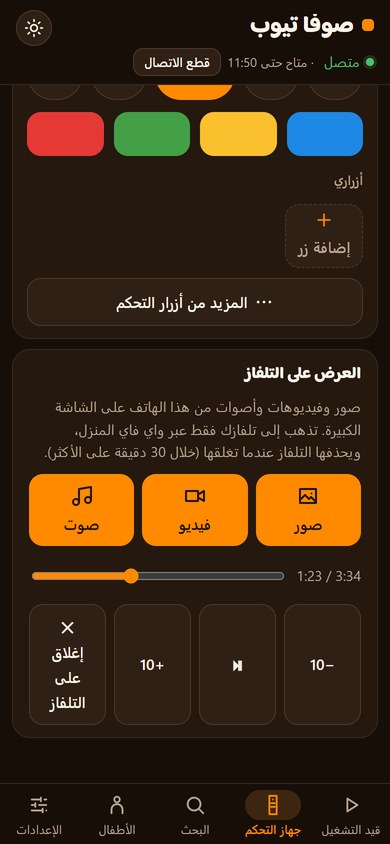 صوفا تيوب
متصل · متاح حتى 11:50 قطع الاتصال
أزراري
+
إضافة زر
··· المزيد من أزرار التحكم
العرض على التلفاز
صور وفيديوهات وأصوات من هذا الهاتف على الشاشة
الكبيرة. تذهب إلى تلفازك فقط عبر واي فاي المنزل،
ويحذفها التلفاز عندما تغلقها (خلال 30 دقيقة على الأكثر).
صور فيديو صوت
1:23 / 3:34
−10 +10 إغلاق
على
التلفاز
قيد التشغيل جهاز التحكم البحث الأطفال الإعدادات